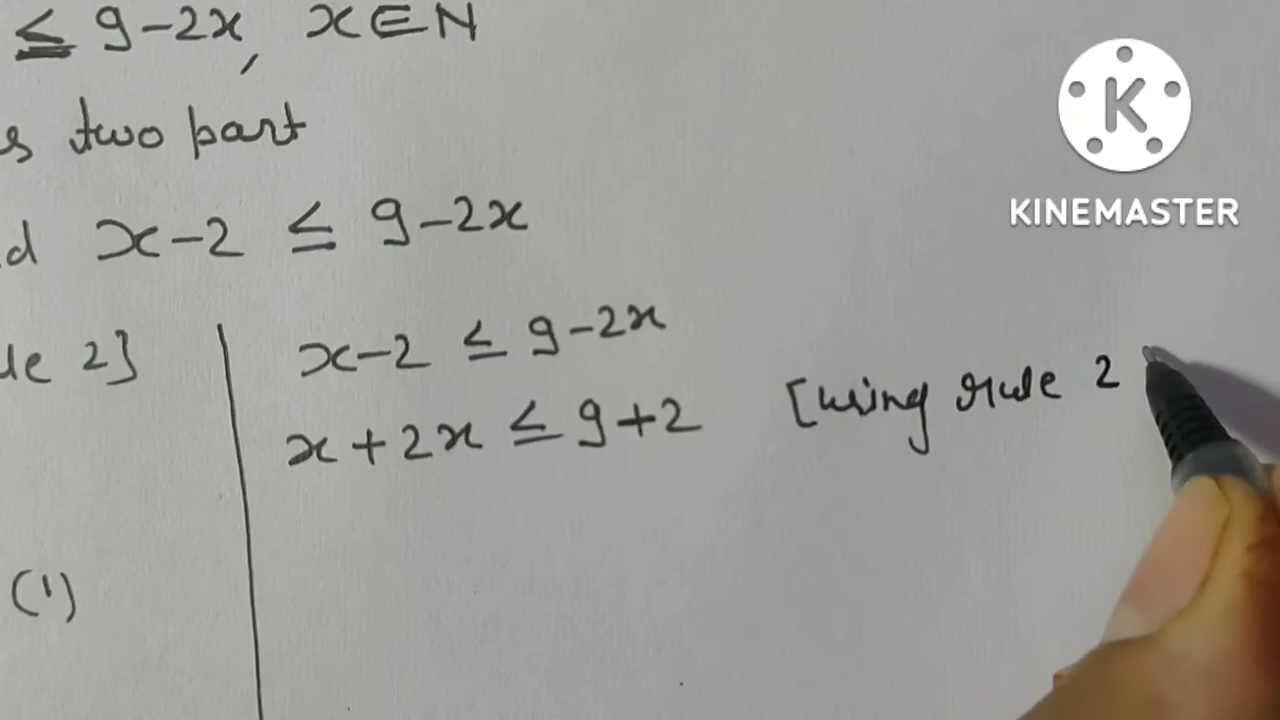 ≤ 9-2x, x∈N
s two part
d x-2 ≤ 9-2x
le 2] x-2 ≤ 9-2x
x+2x ≤ 9+2 [using rule 2
(1)
KINEMASTER